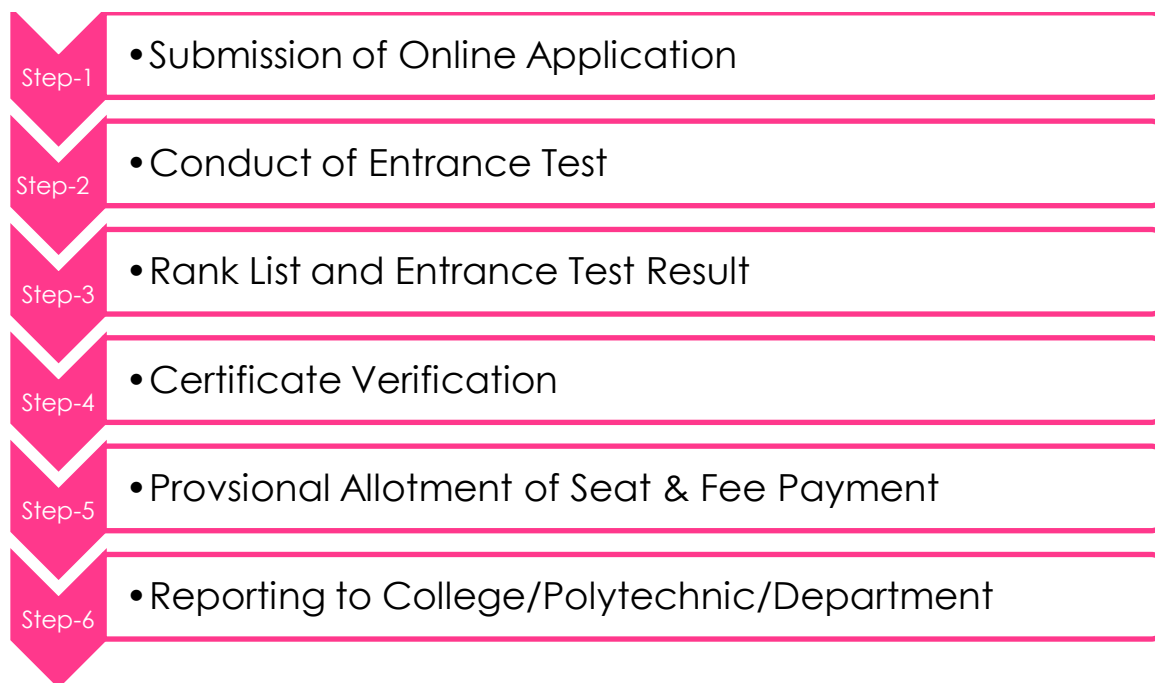 Step-1
•Submission of Online Application
Step-2
•Conduct of Entrance Test
Step-3
•Rank List and Entrance Test Result
Step-4
•Certificate Verification
Step-5
•Provsional Allotment of Seat & Fee Payment
Step-6
•Reporting to College/Polytechnic/Department